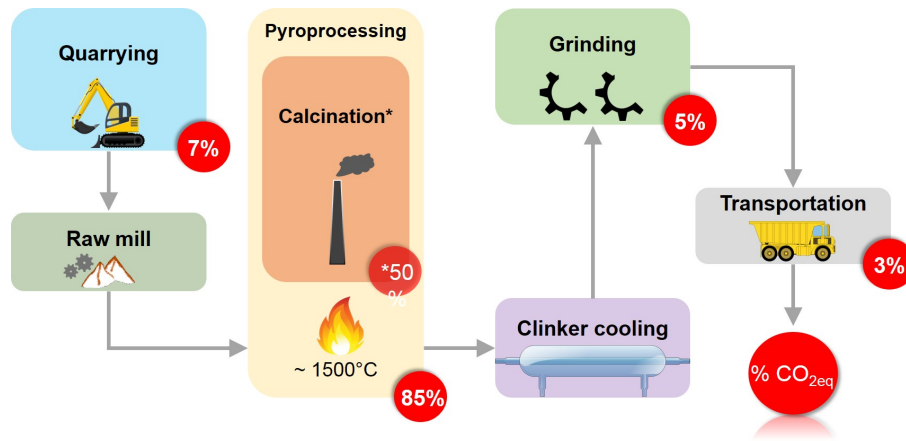 Quarrying
7%
Raw mill
Pyroprocessing
Calcination*
*50
%
~ 1500°C
85%
Clinker cooling
Grinding
5%
Transportation
3%
% CO₂eq